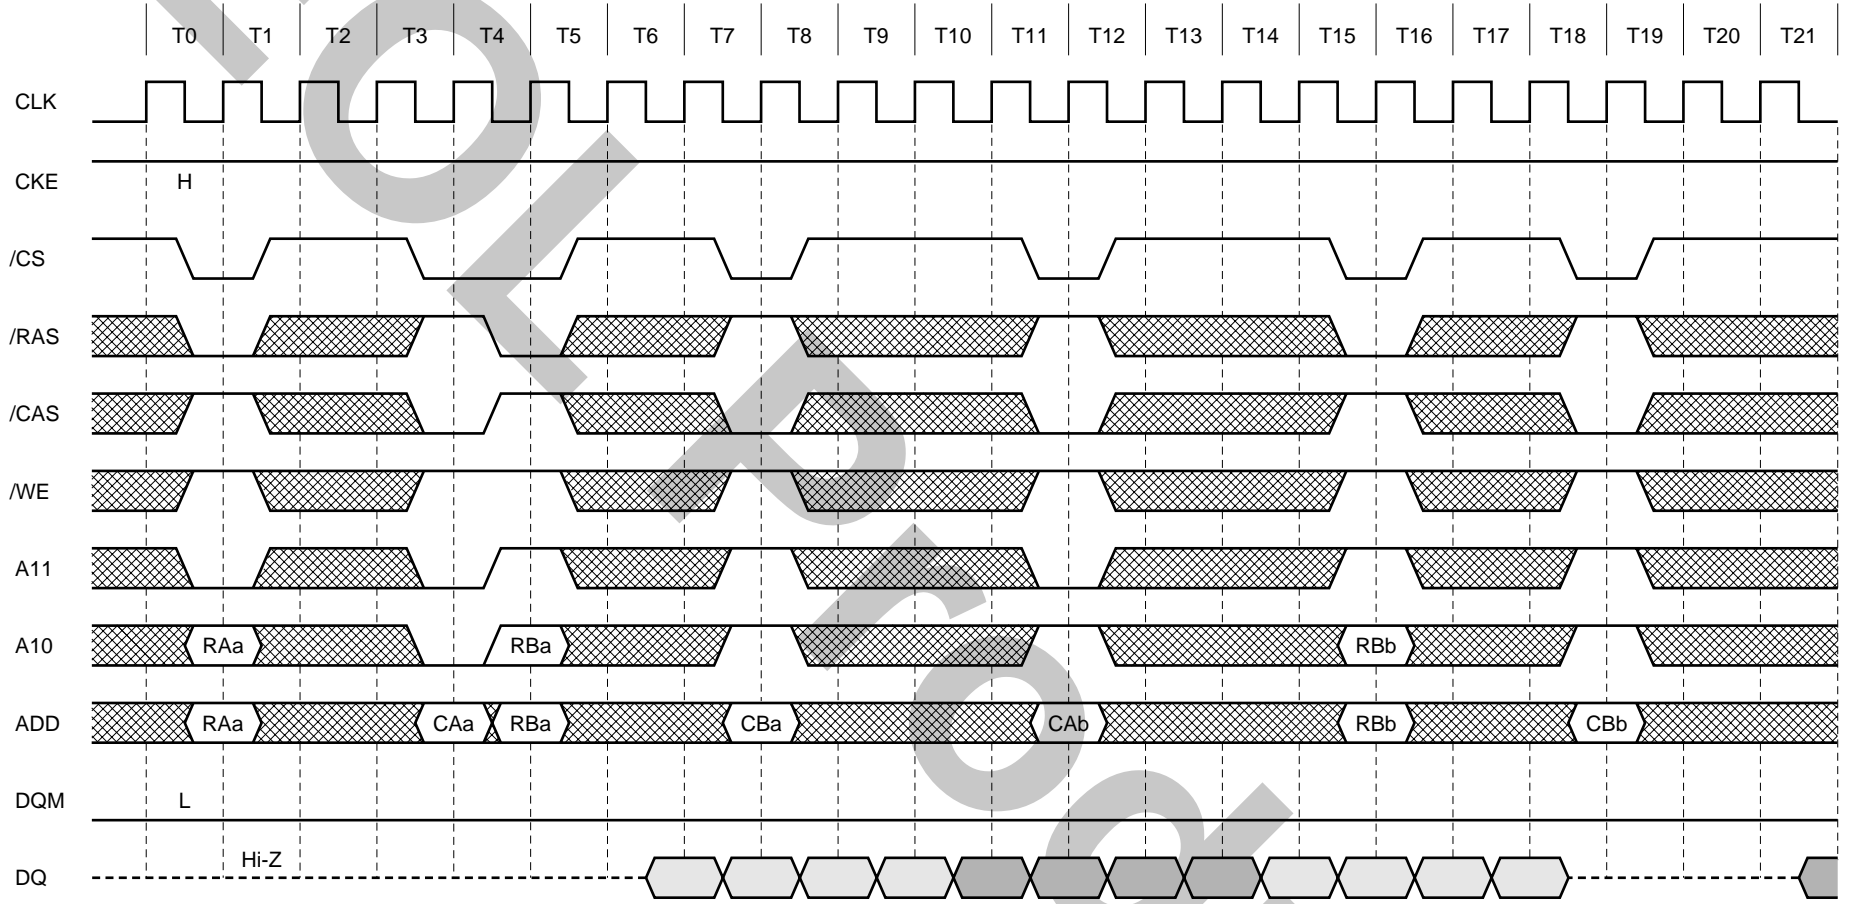 T0 T1 T2 T3 T4 T5 T6 T7 T8 T9 T10 T11 T12 T13 T14 T15 T16 T17 T18 T19 T20 T21
CLK
CKE H
/CS
/RAS
/CAS
/WE
A11
A10 RAa RBa RBb
ADD RAa CAa RBa CBa CAb RBb CBb
DQM L
Hi-Z
DQ
OL Prod